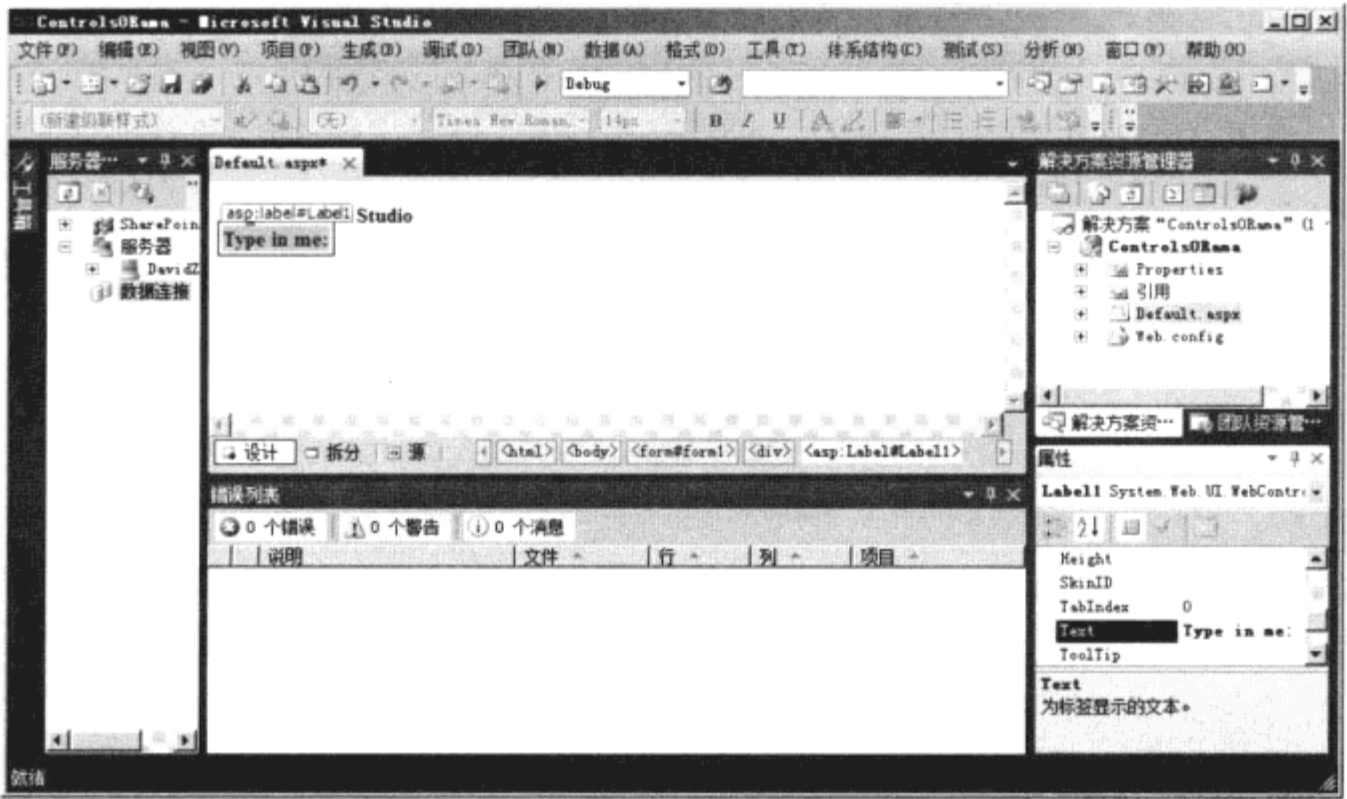 ControlsORama - Microsoft Visual Studio
文件(F) 编辑(E) 视图(V) 项目(P) 生成(B) 调试(D) 团队(M) 数据(A) 格式(O) 工具(T) 体系结构(C) 测试(S) 分析(N) 窗口(W) 帮助(H)
Debug
(新建级联样式) (无) Times New Roman, 14px B I U A
工具箱
服务器…
SharePoin
服务器
DavidZ
数据连接
Default.aspx*
asp:label#Label1 Studio
Type in me:
设计 拆分 源 <html> <body> <form#form1> <div> <asp:Label#Label1>
错误列表
0 个错误 0 个警告 0 个消息
说明 文件 行 列 项目
解决方案资源管理器
解决方案“ControlsORama” (1
ControlsORama
Properties
引用
Default.aspx
Web.config
解决方案资… 团队资源管…
属性
Label1 System.Web.UI.WebContr
Height
SkinID
TabIndex 0
Text Type in me:
ToolTip
Text
为标签显示的文本。
就绪